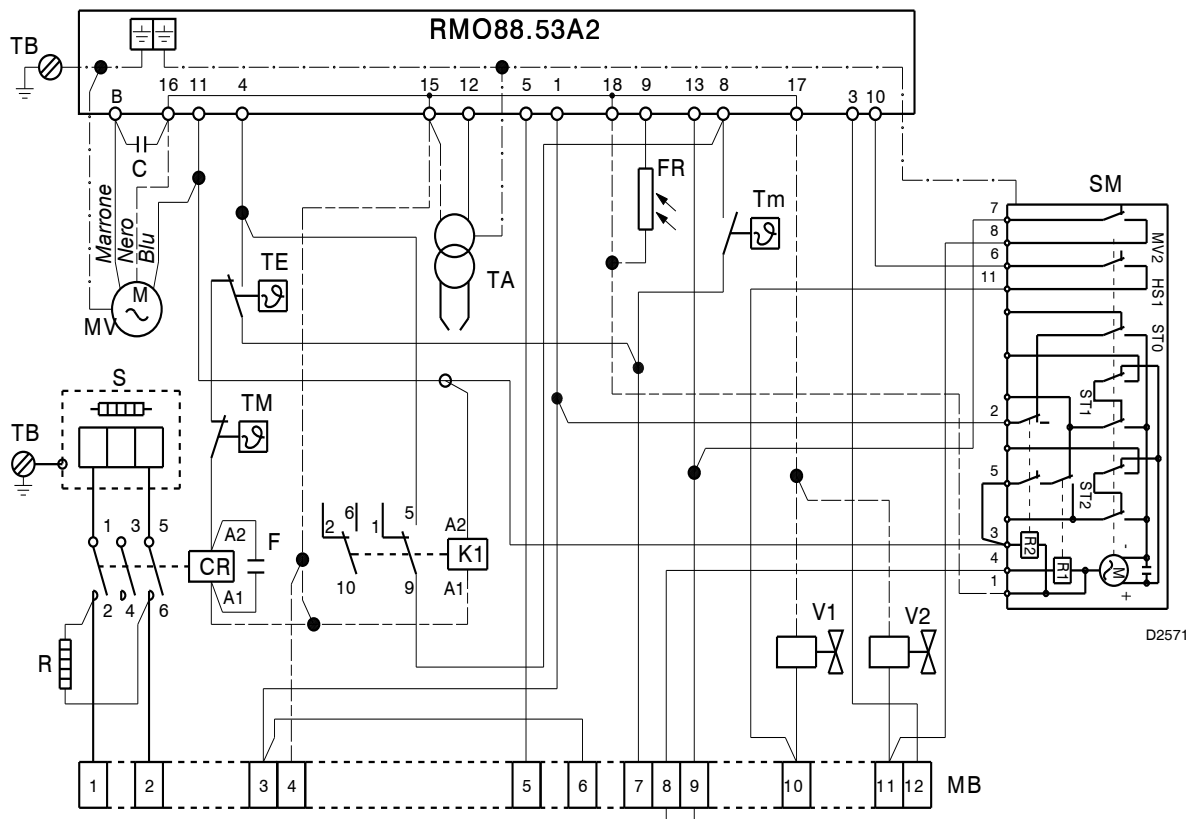 RMO88.53A2
TB
B 16 11 4 15 12 5 1 18 9 13 8 17 3 10
C
Marrone
Nero
Blu
M
MV
TE
TA
FR
Tm
SM
7
8
6
11
2
5
3
4
1
MV2
HS1
ST0
ST1
ST2
R2
R1
M
-
+
D2571
S
TB
TM
1 3 5
2 4 6
R
CR
A2
A1
F
2 6
10
1 5
9
A2
K1
A1
V1
V2
1 2 3 4 5 6 7 8 9 10 11 12
MB